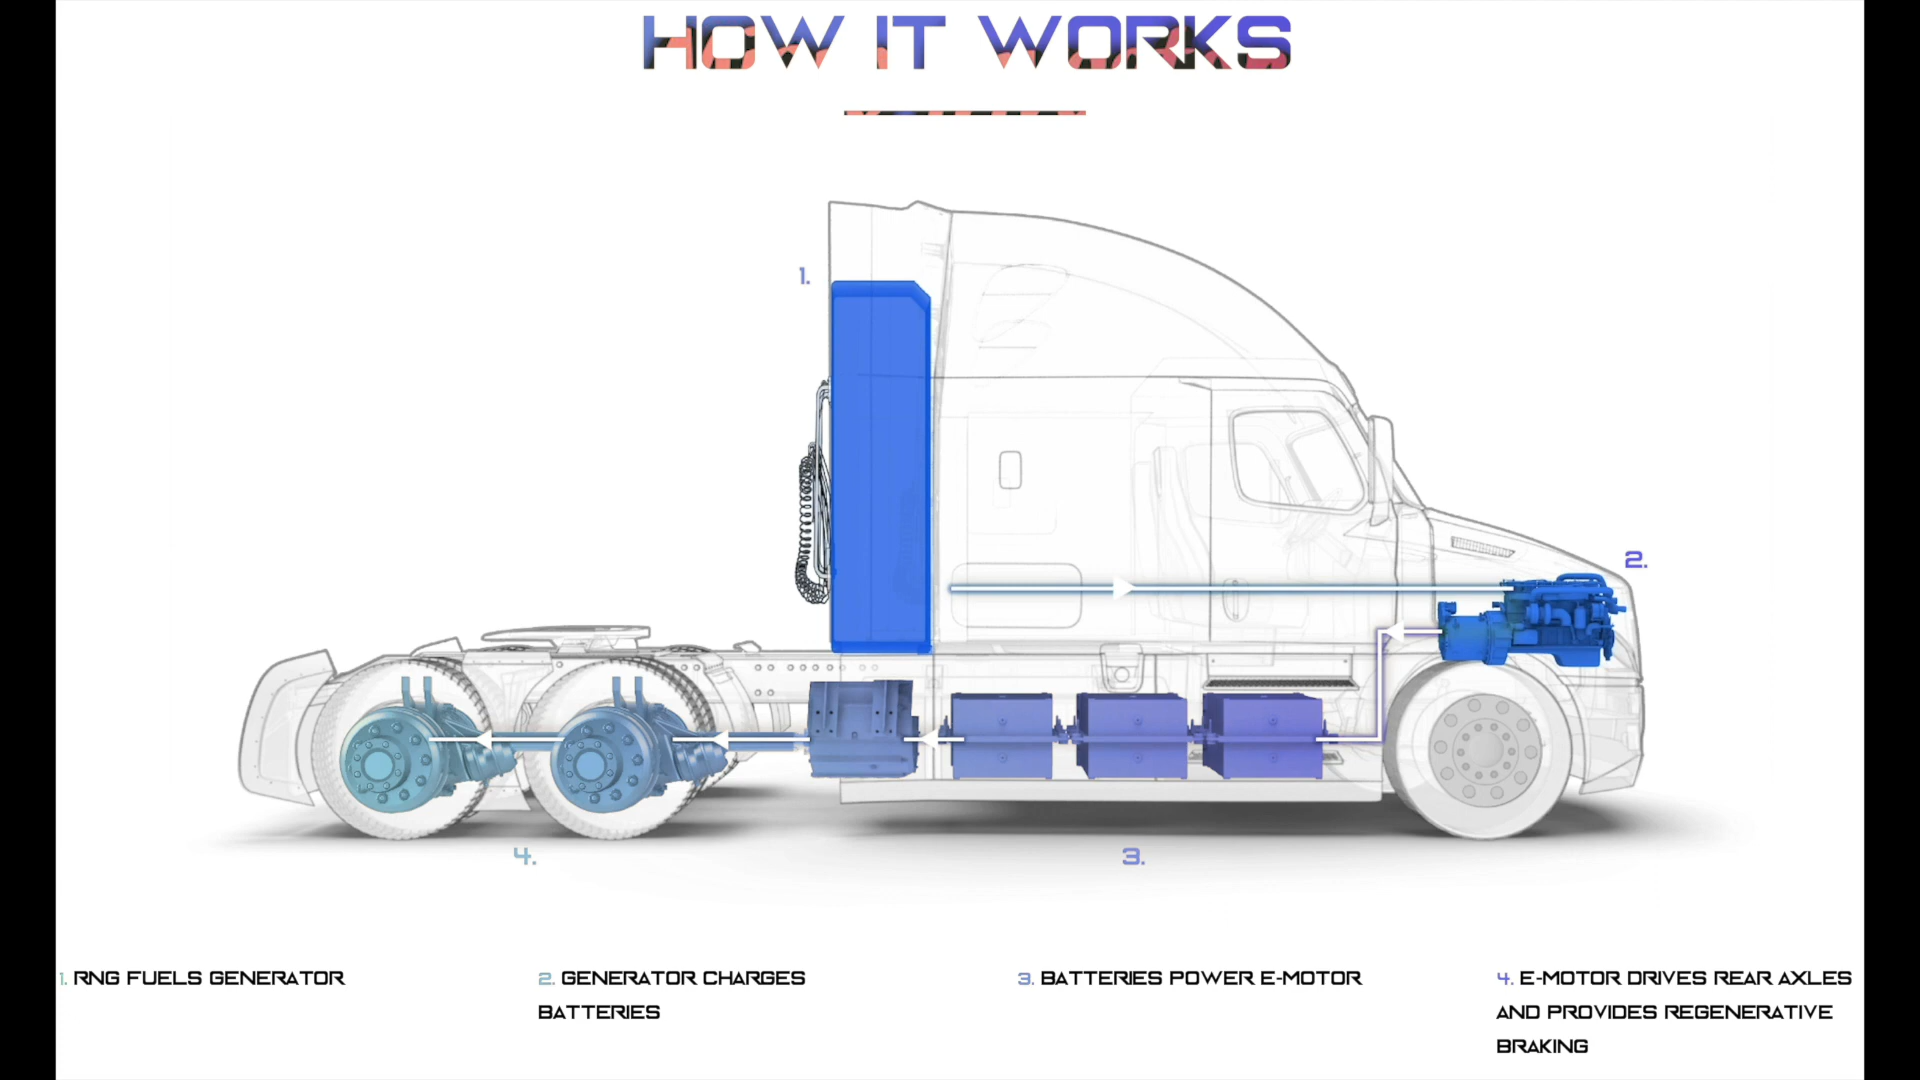 HOW IT WORKS
1.
2.
4.
3.
1. RNG FUELS GENERATOR
2. GENERATOR CHARGES
BATTERIES
3. BATTERIES POWER E-MOTOR
4. E-MOTOR DRIVES REAR AXLES
AND PROVIDES REGENERATIVE
BRAKING